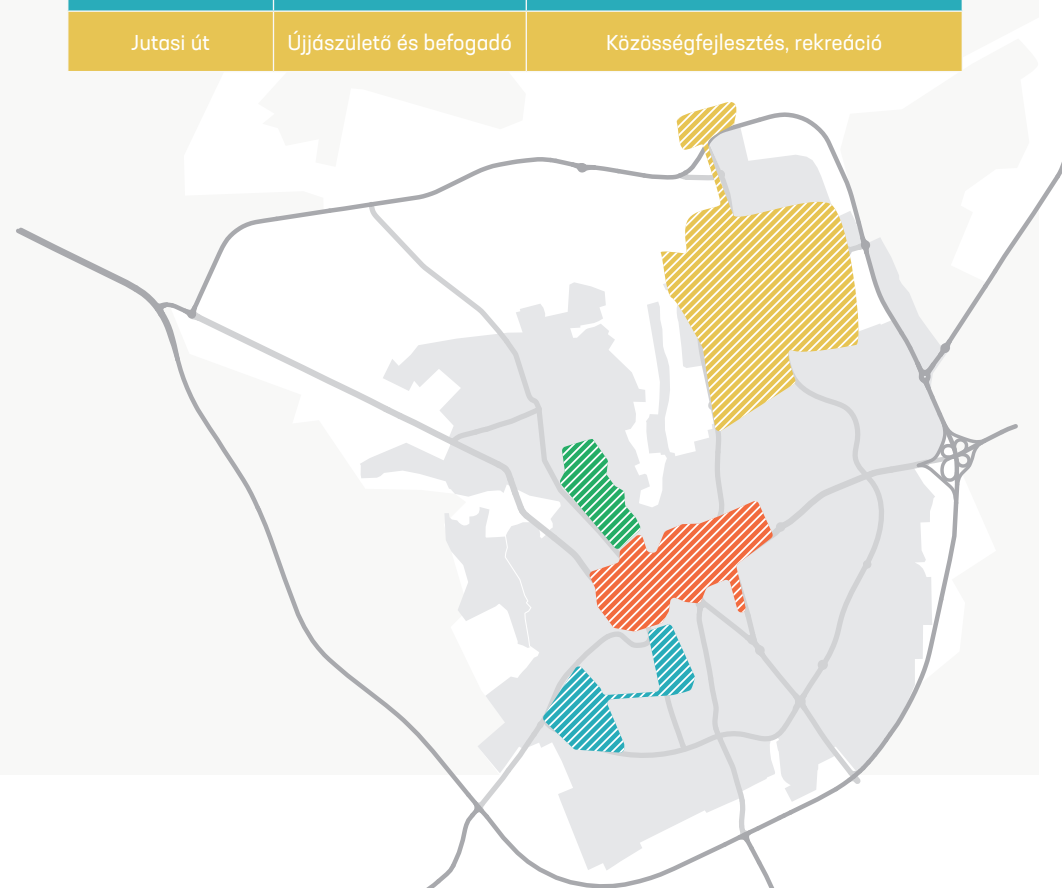 Jutasi út
Újjászülető és befogadó
Közösségfejlesztés, rekreáció